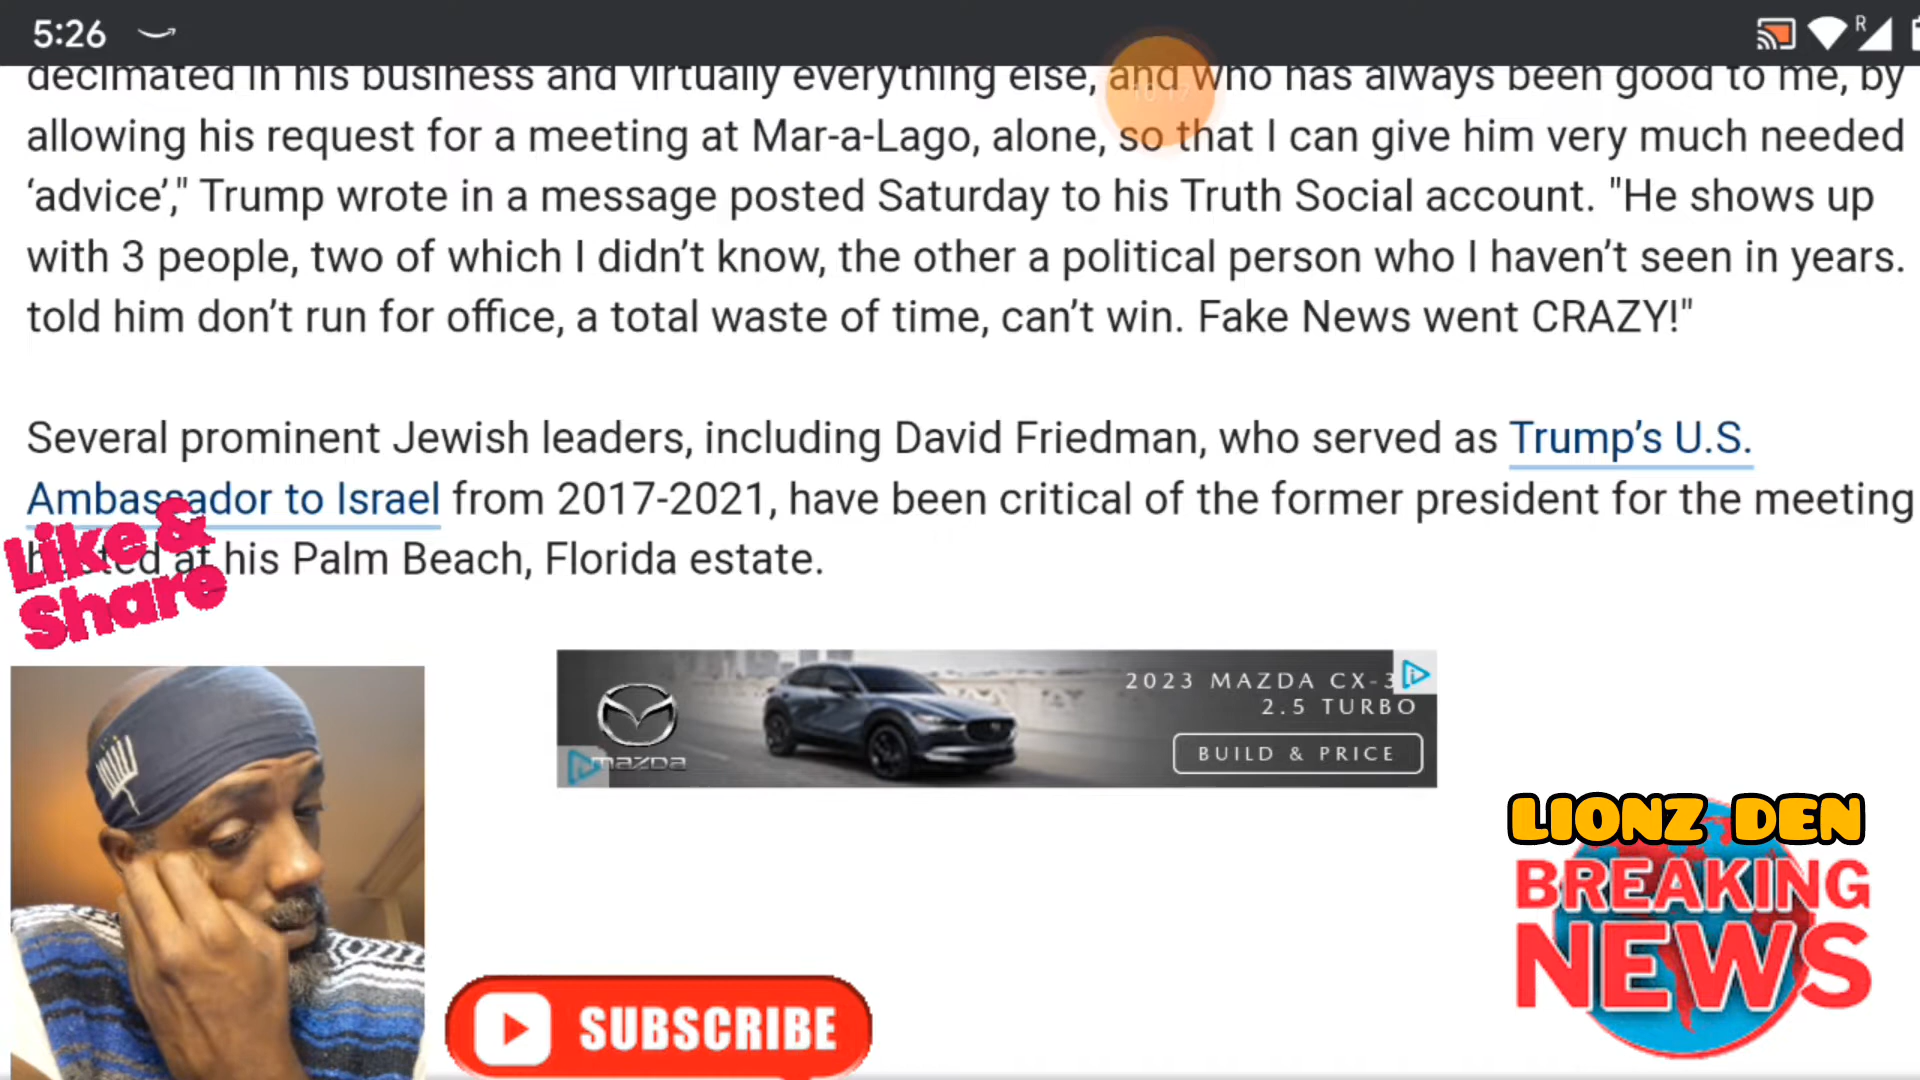 5:26
R
decimated in his business and virtually everything else, and who has always been good to me, by
allowing his request for a meeting at Mar-a-Lago, alone, so that I can give him very much needed
‘advice’," Trump wrote in a message posted Saturday to his Truth Social account. "He shows up
with 3 people, two of which I didn’t know, the other a political person who I haven’t seen in years.
told him don’t run for office, a total waste of time, can’t win. Fake News went CRAZY!"
Several prominent Jewish leaders, including David Friedman, who served as Trump’s U.S.
Ambassador to Israel from 2017-2021, have been critical of the former president for the meeting
hosted at his Palm Beach, Florida estate.
Like &
Share
2023 MAZDA CX-3
2.5 TURBO
BUILD & PRICE
mazda
LIONZ DEN
BREAKING
NEWS
SUBSCRIBE